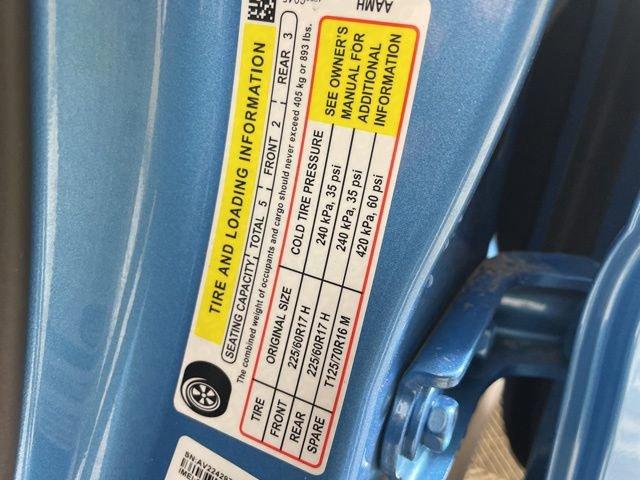 AAMH
TIRE AND LOADING INFORMATION
SEATING CAPACITY TOTAL 5 FRONT 2 REAR 3
The combined weight of occupants and cargo should never exceed 405 kg or 893 lbs.
TIRE ORIGINAL SIZE COLD TIRE PRESSURE
FRONT 225/60R17 H 240 kPa, 35 psi
REAR 225/60R17 H 240 kPa, 35 psi
SPARE T125/70R16 M 420 kPa, 60 psi
SEE OWNER'S
MANUAL FOR
ADDITIONAL
INFORMATION